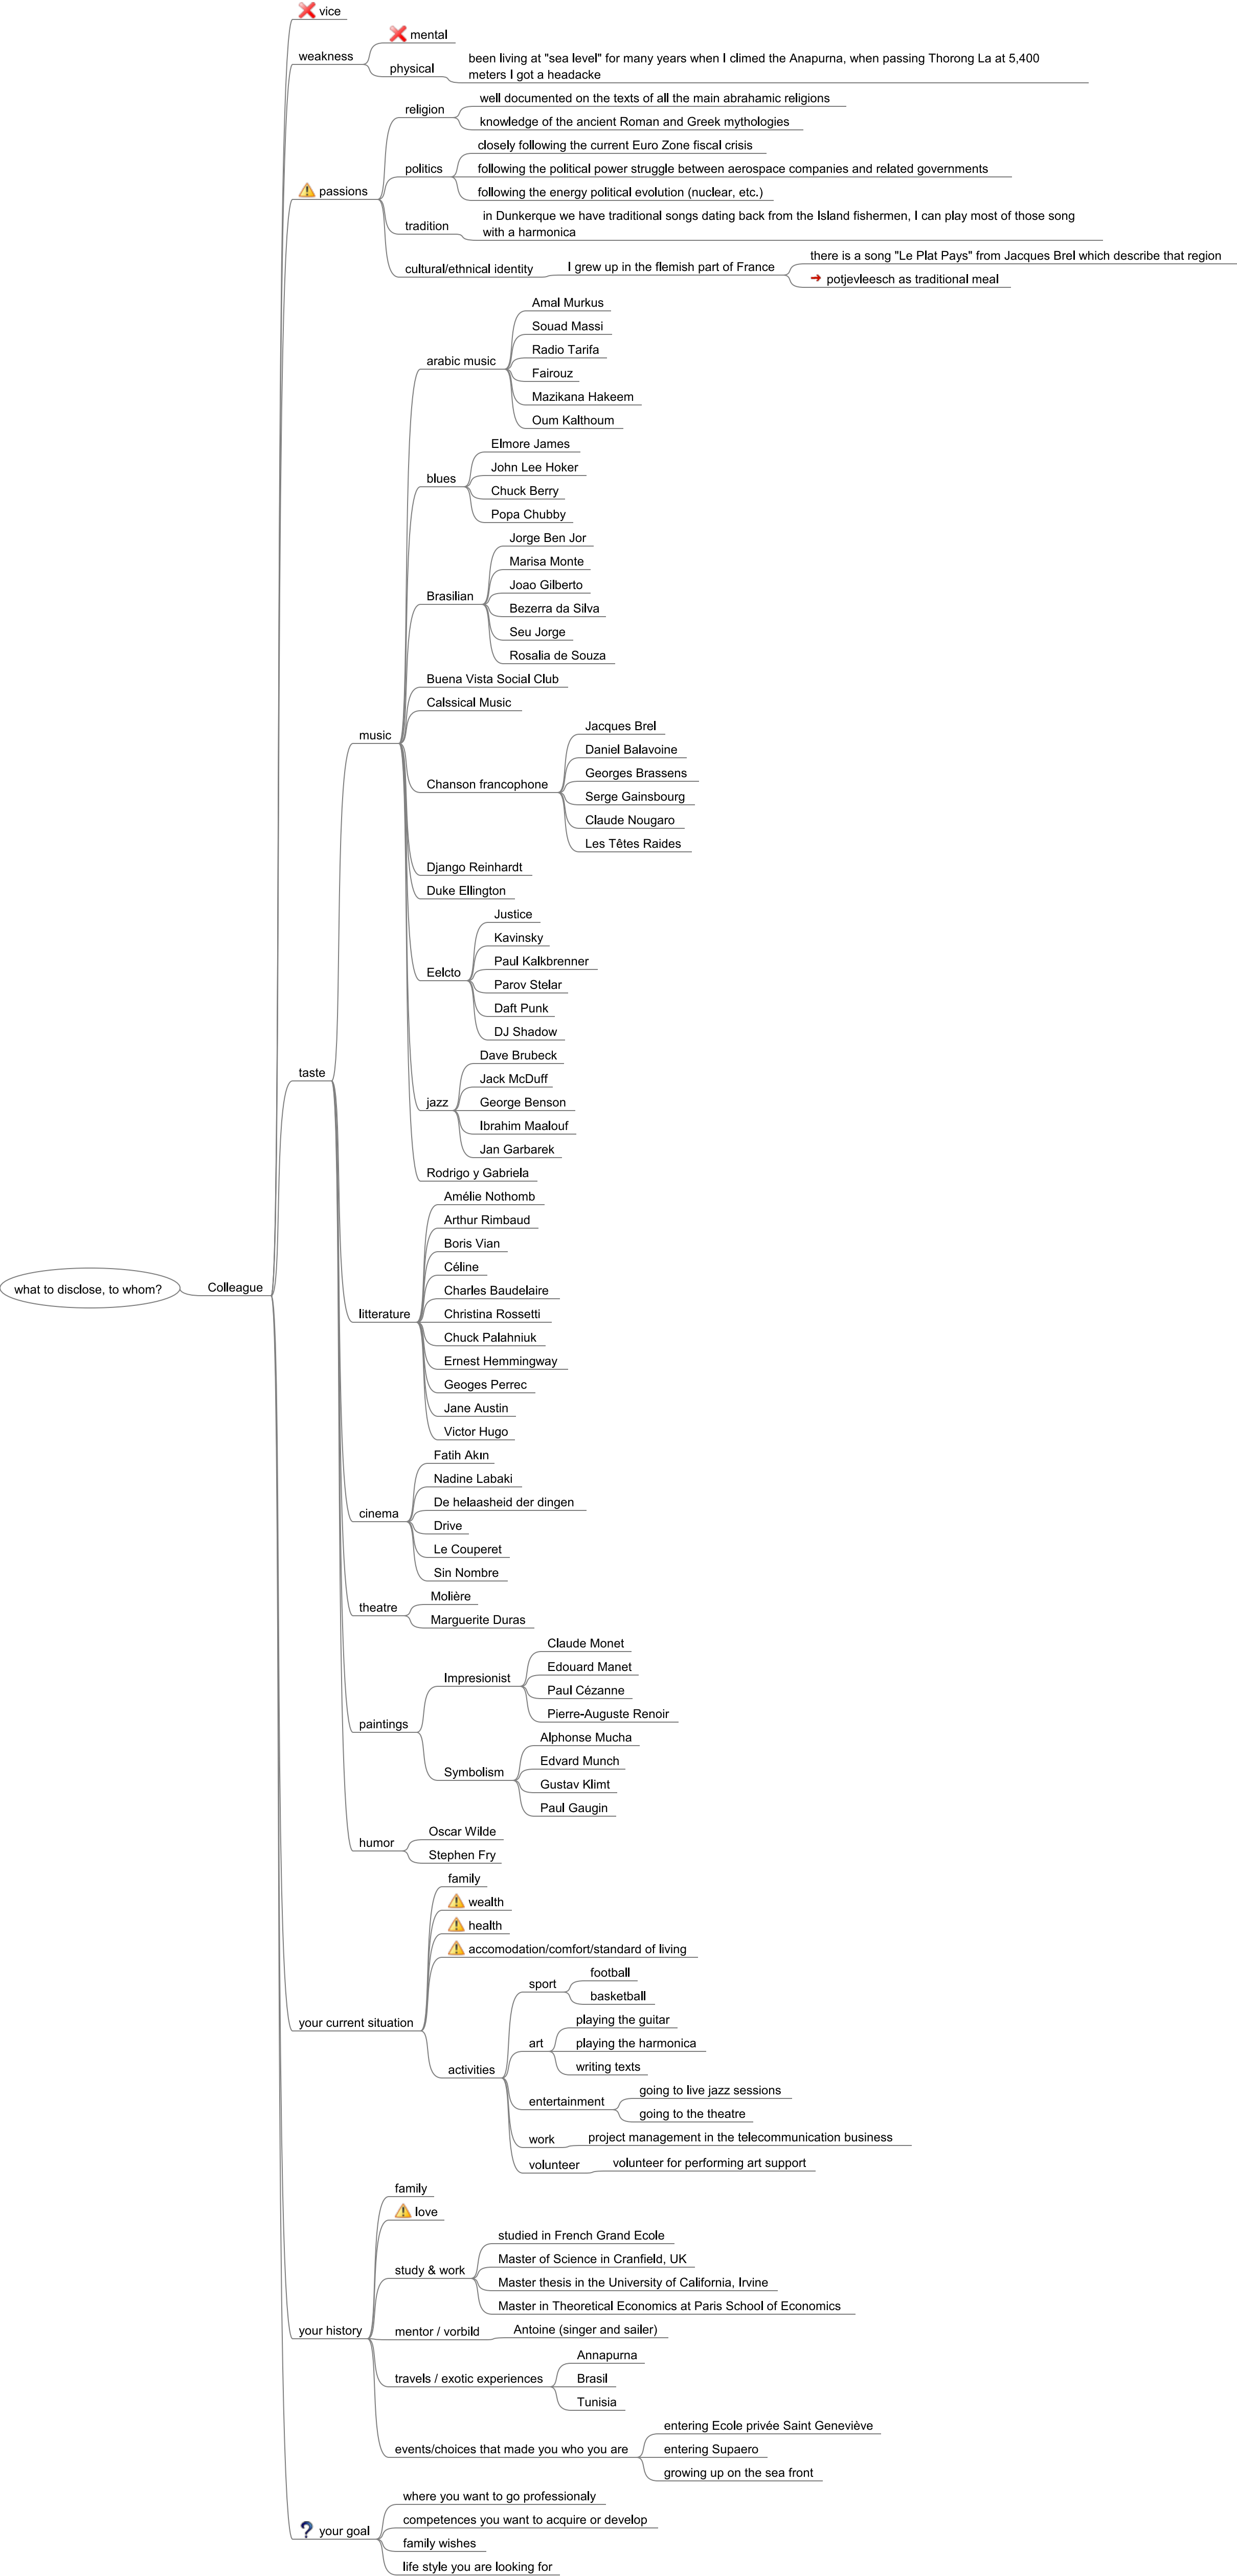 vice
mental
weakness
physical
been living at "sea level" for many years when I climed the Anapurna, when passing Thorong La at 5,400
meters I got a headacke
religion
well documented on the texts of all the main abrahamic religions
knowledge of the ancient Roman and Greek mythologies
closely following the current Euro Zone fiscal crisis
politics
following the political power struggle between aerospace companies and related governments
passions
following the energy political evolution (nuclear, etc.)
tradition
in Dunkerque we have traditional songs dating back from the Island fishermen, I can play most of those song
with a harmonica
cultural/ethnical identity
I grew up in the flemish part of France
there is a song "Le Plat Pays" from Jacques Brel which describe that region
potjevleesch as traditional meal
Amal Murkus
Souad Massi
Radio Tarifa
arabic music
Fairouz
Mazikana Hakeem
Oum Kalthoum
Elmore James
John Lee Hoker
blues
Chuck Berry
Popa Chubby
Jorge Ben Jor
Marisa Monte
Joao Gilberto
Brasilian
Bezerra da Silva
Seu Jorge
Rosalia de Souza
Buena Vista Social Club
Calssical Music
music
Jacques Brel
Daniel Balavoine
Georges Brassens
Chanson francophone
Serge Gainsbourg
Claude Nougaro
Les Têtes Raides
Django Reinhardt
Duke Ellington
Justice
Kavinsky
Paul Kalkbrenner
Eelcto
Parov Stelar
Daft Punk
DJ Shadow
Dave Brubeck
taste
Jack McDuff
jazz
George Benson
Ibrahim Maalouf
Jan Garbarek
Rodrigo y Gabriela
Amélie Nothomb
Arthur Rimbaud
Boris Vian
Céline
what to disclose, to whom?
Colleague
Charles Baudelaire
litterature
Christina Rossetti
Chuck Palahniuk
Ernest Hemmingway
Geoges Perrec
Jane Austin
Victor Hugo
Fatih Akın
Nadine Labaki
De helaasheid der dingen
cinema
Drive
Le Couperet
Sin Nombre
Molière
theatre
Marguerite Duras
Claude Monet
Edouard Manet
Impresionist
Paul Cézanne
Pierre-Auguste Renoir
paintings
Alphonse Mucha
Edvard Munch
Symbolism
Gustav Klimt
Paul Gaugin
Oscar Wilde
humor
Stephen Fry
family
wealth
health
accomodation/comfort/standard of living
your current situation
football
sport
basketball
playing the guitar
art
playing the harmonica
writing texts
activities
going to live jazz sessions
entertainment
going to the theatre
work
project management in the telecommunication business
volunteer
volunteer for performing art support
family
love
studied in French Grand Ecole
Master of Science in Cranfield, UK
study & work
Master thesis in the University of California, Irvine
Master in Theoretical Economics at Paris School of Economics
your history
mentor / vorbild
Antoine (singer and sailer)
Annapurna
travels / exotic experiences
Brasil
Tunisia
entering Ecole privée Saint Geneviève
events/choices that made you who you are
entering Supaero
growing up on the sea front
where you want to go professionaly
competences you want to acquire or develop
your goal
family wishes
life style you are looking for